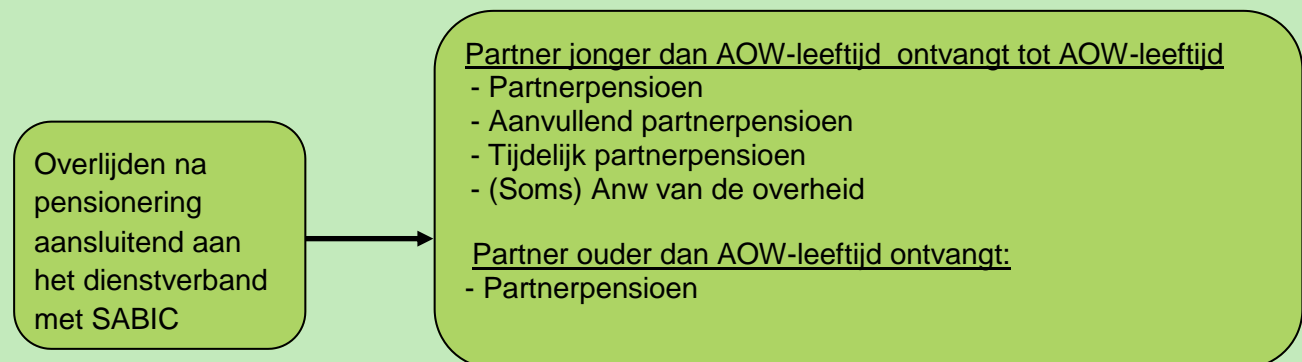 Overlijden na
pensionering
aansluitend aan
het dienstverband
met SABIC
Partner jonger dan AOW-leeftijd  ontvangt tot AOW-leeftijd
- Partnerpensioen
- Aanvullend partnerpensioen
- Tijdelijk partnerpensioen
- (Soms) Anw van de overheid
Partner ouder dan AOW-leeftijd ontvangt:
- Partnerpensioen